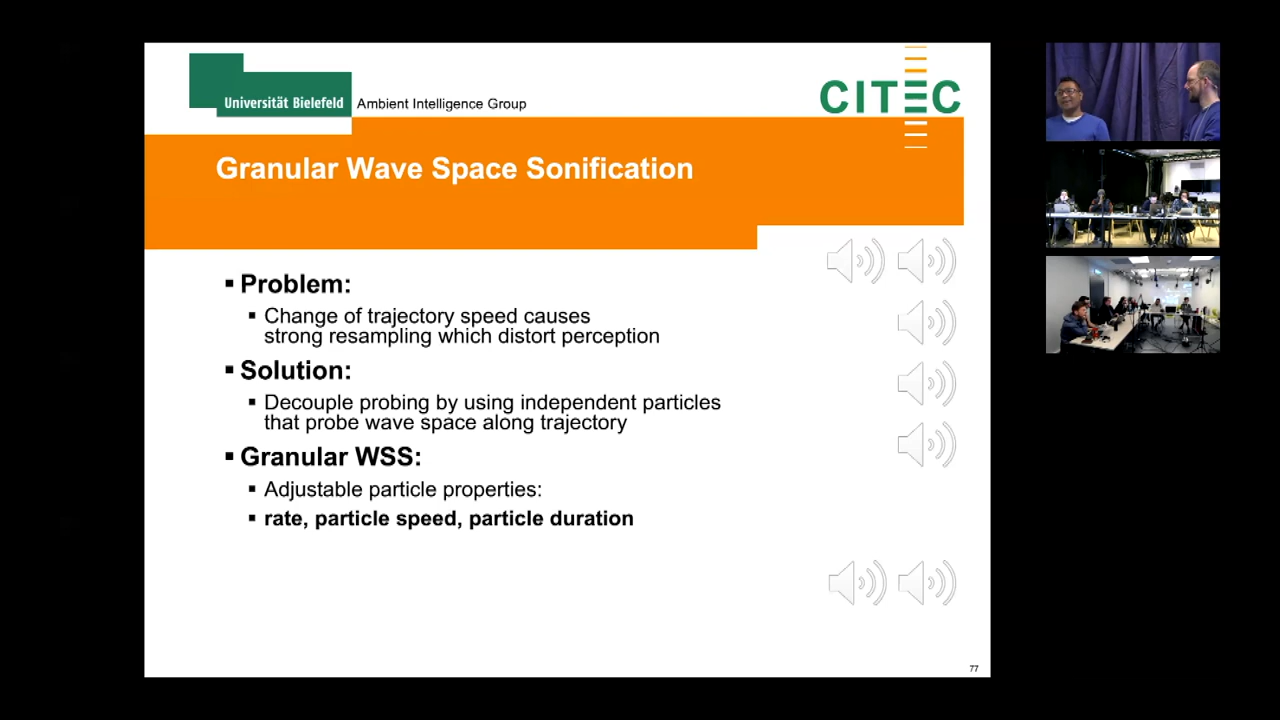 Universität Bielefeld
Ambient Intelligence Group
CITEC
Granular Wave Space Sonification
Problem:
Change of trajectory speed causes
strong resampling which distort perception
Solution:
Decouple probing by using independent particles
that probe wave space along trajectory
Granular WSS:
Adjustable particle properties:
rate, particle speed, particle duration
77